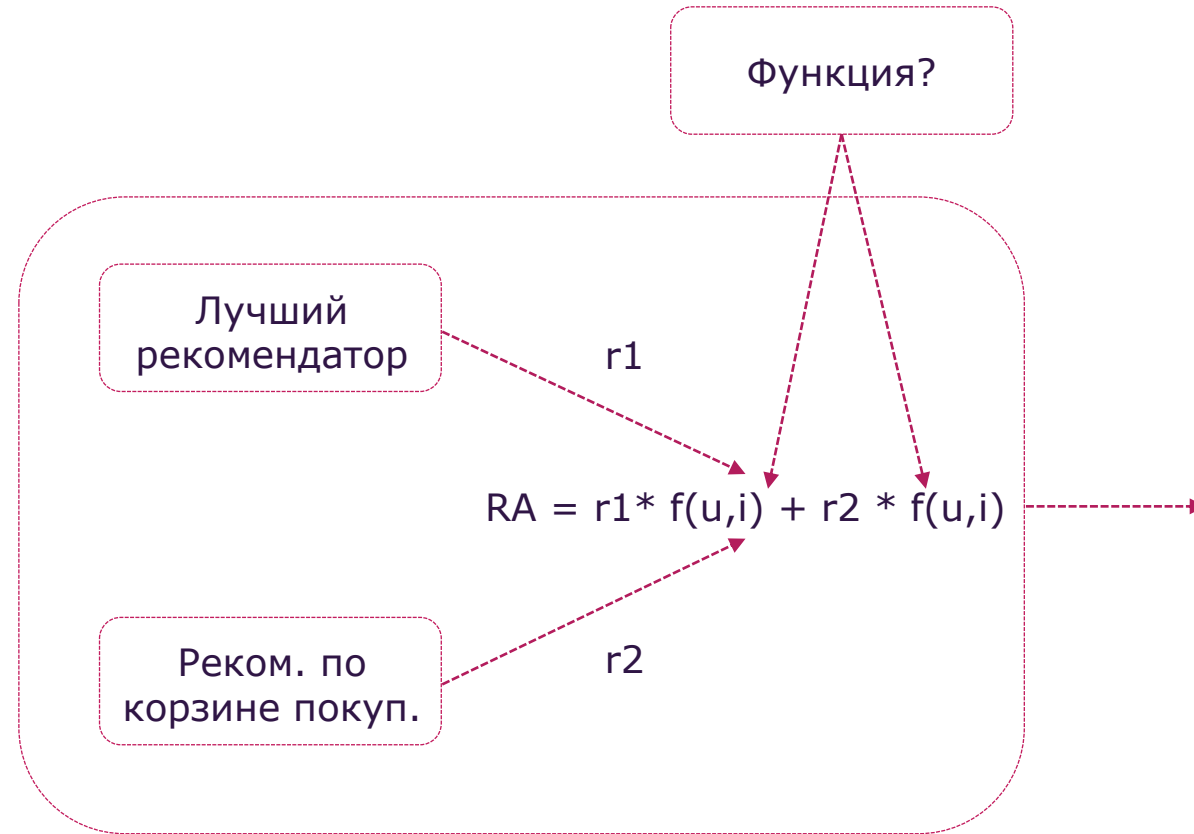 Функция?
Лучший
рекомендатор
r1
RA = r1* f(u,i) + r2 * f(u,i)
r2
Реком. по
корзине покуп.